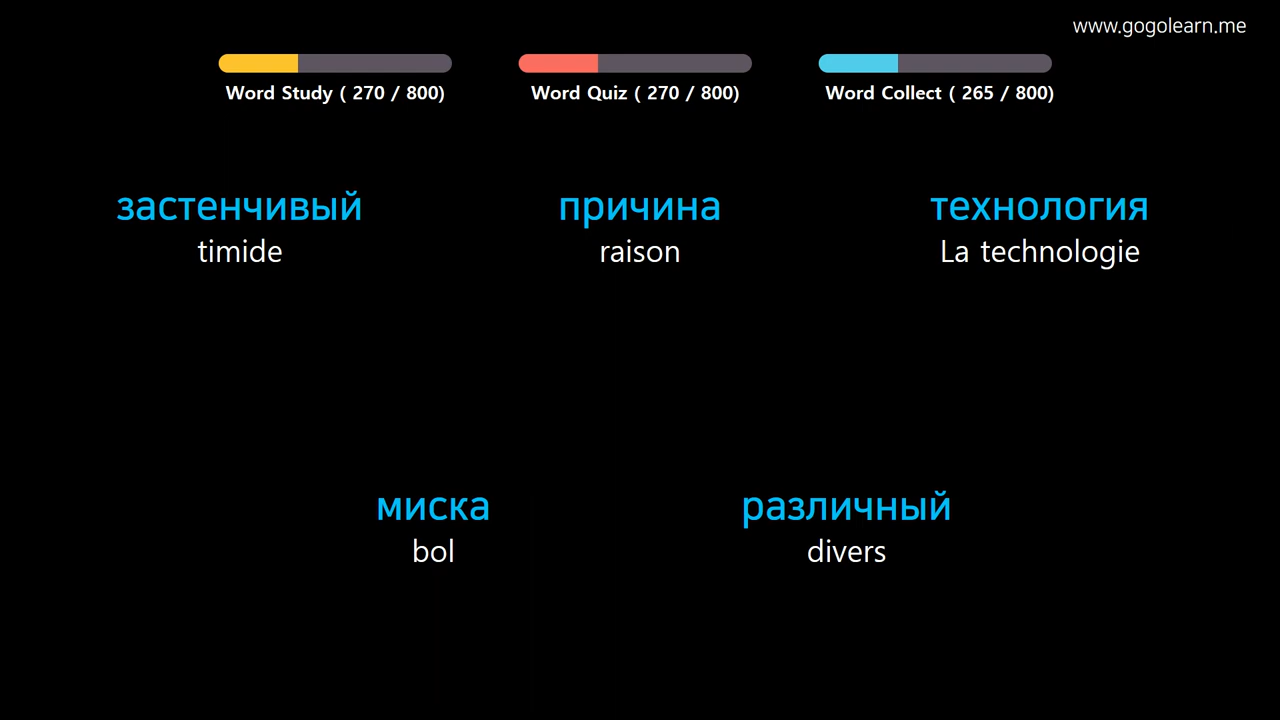 www.gogolearn.me
Word Study ( 270 / 800)
Word Quiz ( 270 / 800)
Word Collect ( 265 / 800)
застенчивый
timide
причина
raison
технология
La technologie
миска
bol
различный
divers